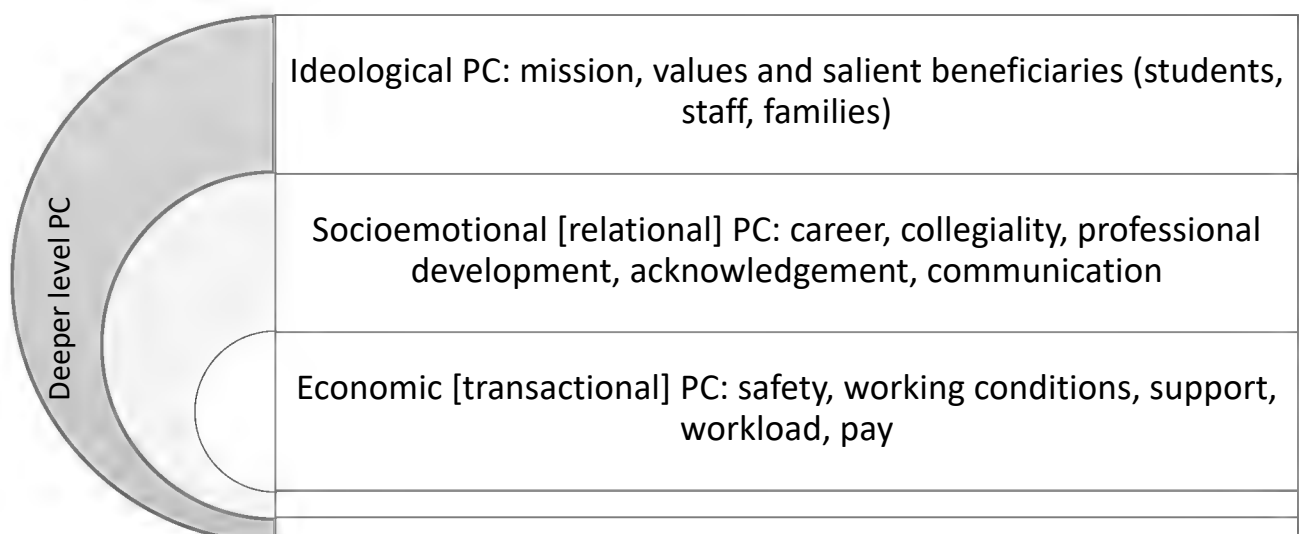 Deeper level PC
Ideological PC: mission, values and salient beneficiaries (students,
staff, families)
Socioemotional [relational] PC: career, collegiality, professional
development, acknowledgement, communication
Economic [transactional] PC: safety, working conditions, support,
workload, pay